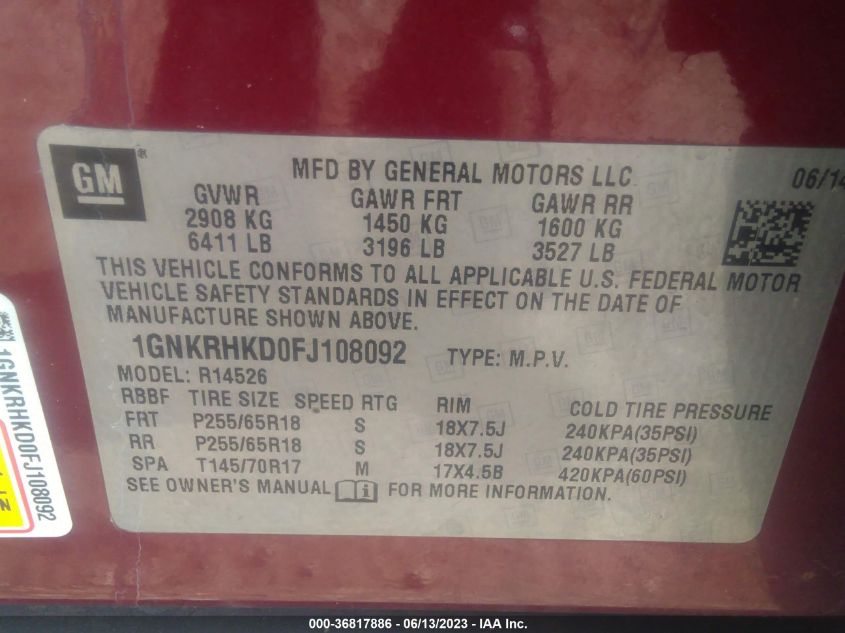 GM
MFD BY GENERAL MOTORS LLC
06/14
GVWR GAWR FRT GAWR RR
2908 KG 1450 KG 1600 KG
6411 LB 3196 LB 3527 LB
THIS VEHICLE CONFORMS TO ALL APPLICABLE U.S. FEDERAL MOTOR
VEHICLE SAFETY STANDARDS IN EFFECT ON THE DATE OF
MANUFACTURE SHOWN ABOVE.
1GNKRHKD0FJ108092 TYPE: M.P.V.
MODEL: R14526
RBBF TIRE SIZE SPEED RTG RIM COLD TIRE PRESSURE
FRT P255/65R18 S 18X7.5J 240KPA(35PSI)
RR P255/65R18 S 18X7.5J 240KPA(35PSI)
SPA T145/70R17 M 17X4.5B 420KPA(60PSI)
SEE OWNER'S MANUAL FOR MORE INFORMATION.
1GNKRHKD0FJ108092
000-36817886 - 06/13/2023 - IAA Inc.